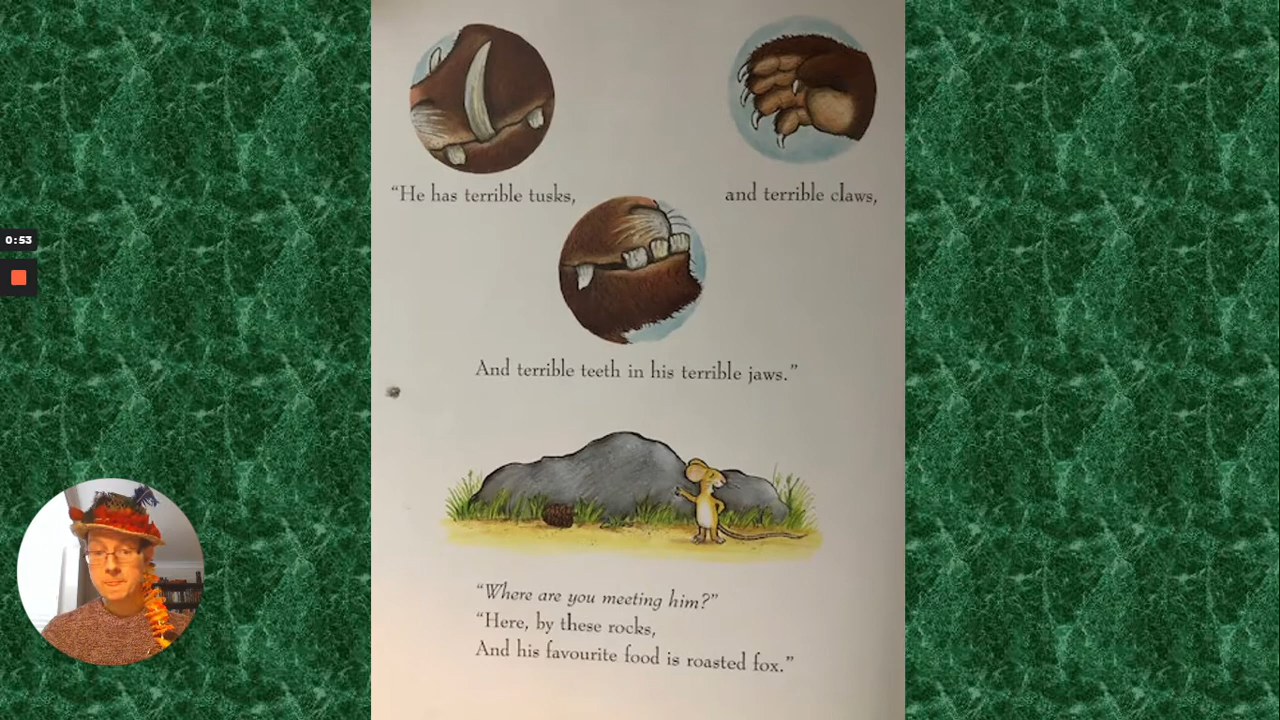 0:53
“He has terrible tusks,
and terrible claws,
And terrible teeth in his terrible jaws.”
“Where are you meeting him?”
“Here, by these rocks,
And his favourite food is roasted fox.”